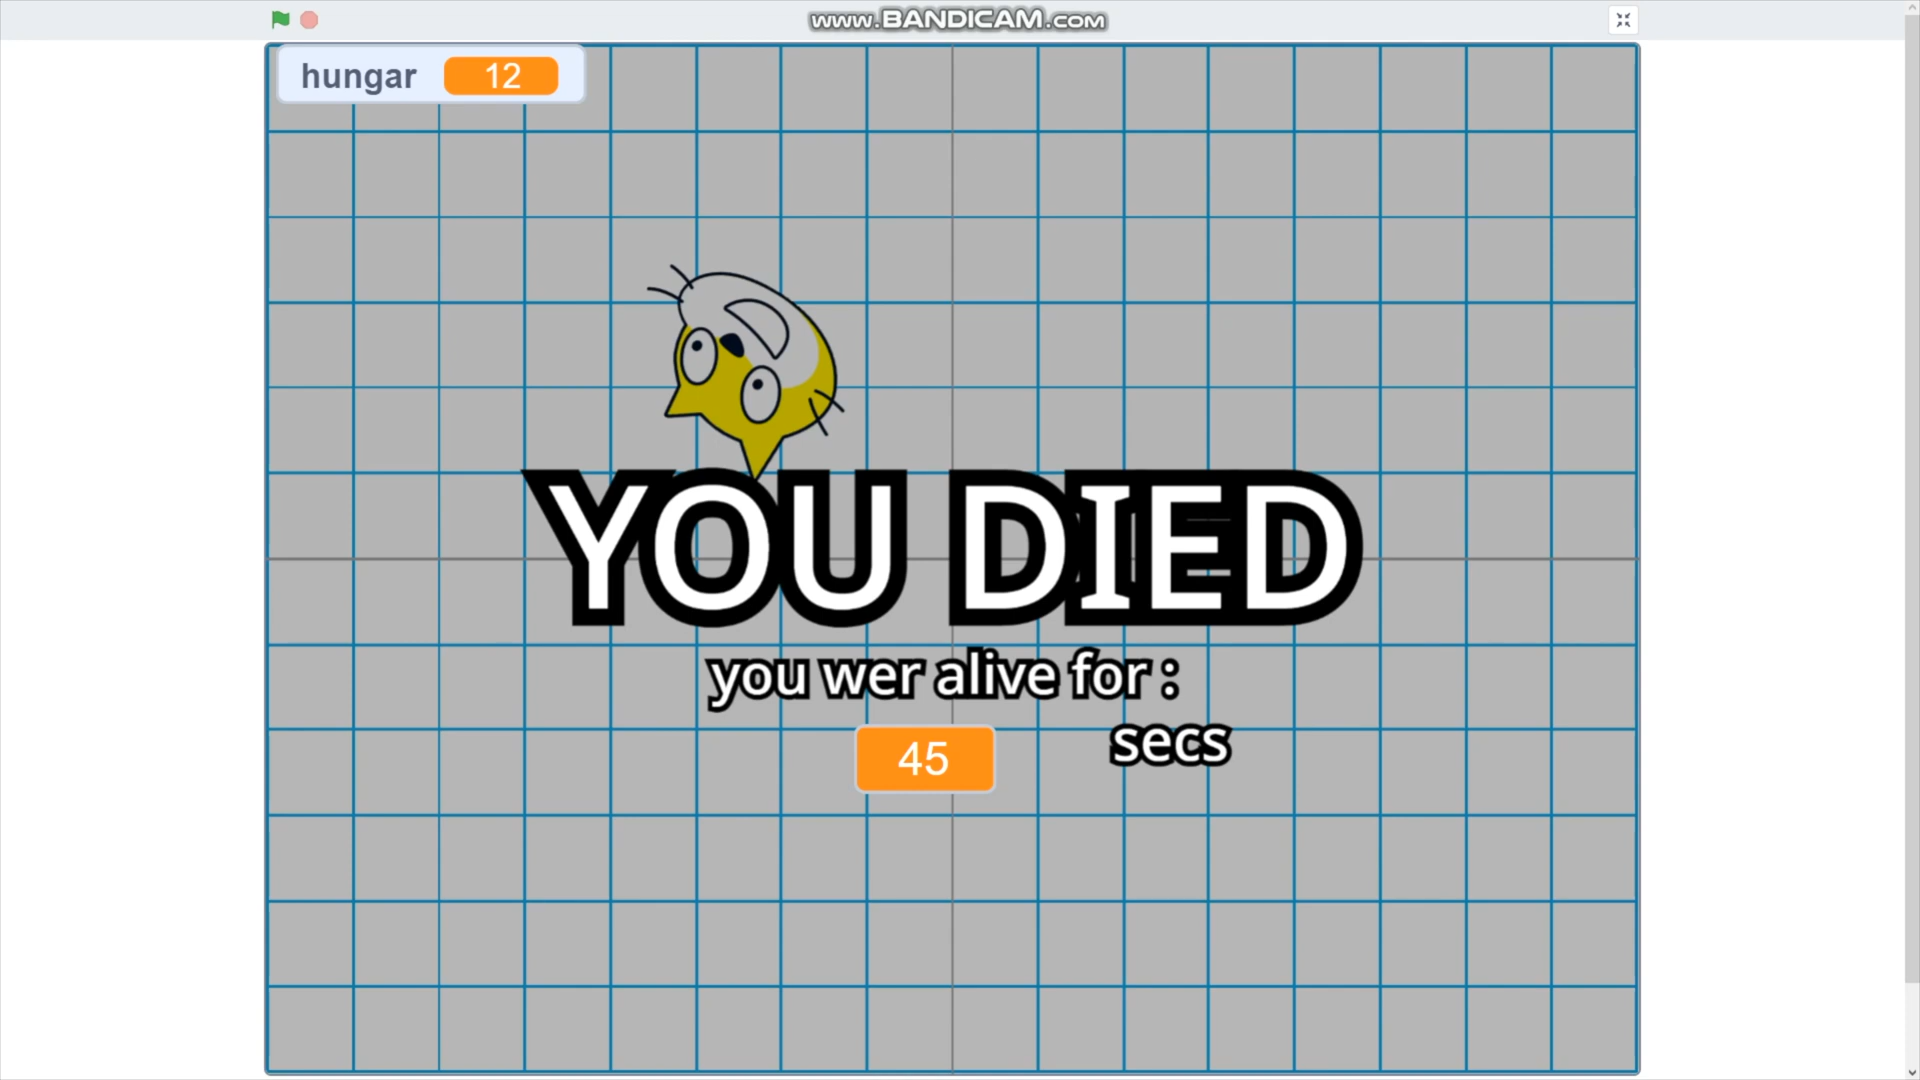 www.BANDICAM.com
hungar 12
YOU DIED
you wer alive for :
secs
45